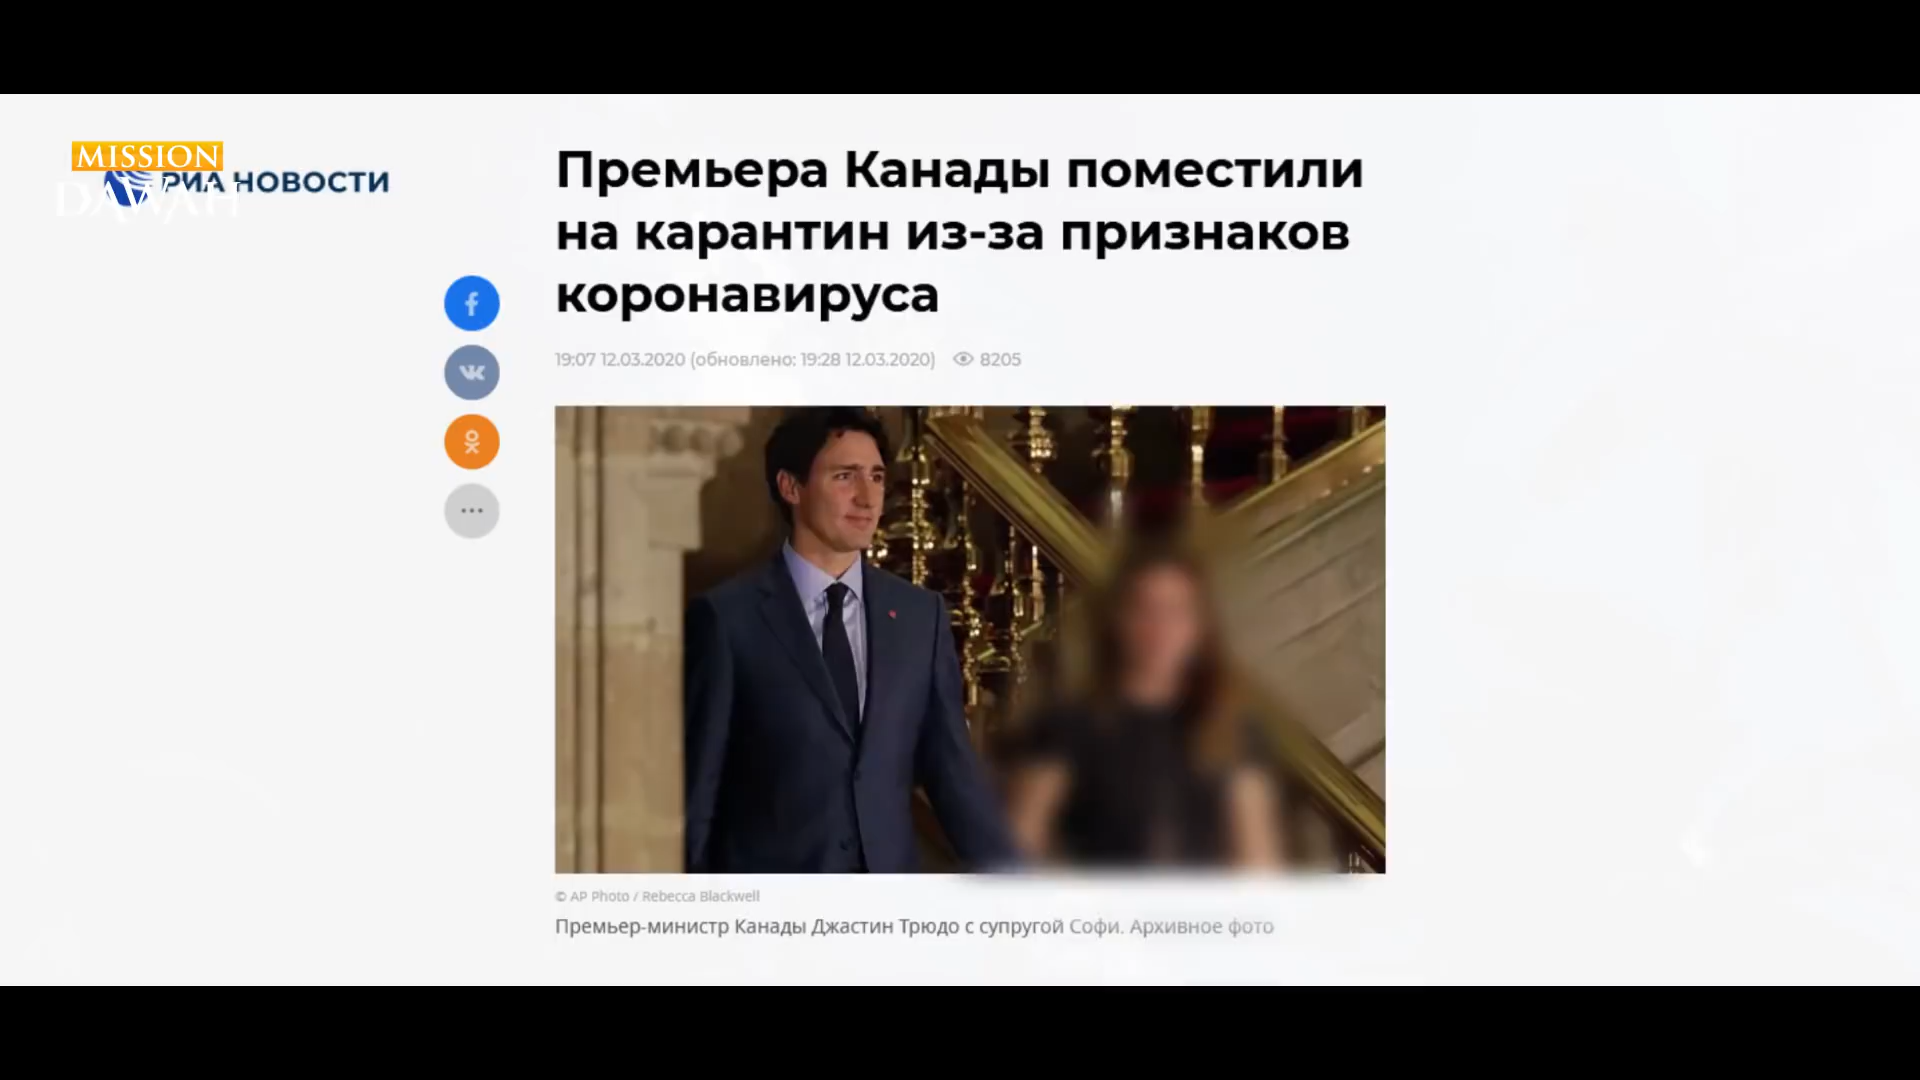 MISSION
DAWAH
РИА НОВОСТИ
Премьера Канады поместили
на карантин из-за признаков
коронавируса
19:07 12.03.2020 (обновлено: 19:28 12.03.2020) 8205
© AP Photo / Rebecca Blackwell
Премьер-министр Канады Джастин Трюдо с супругой Софи. Архивное фото